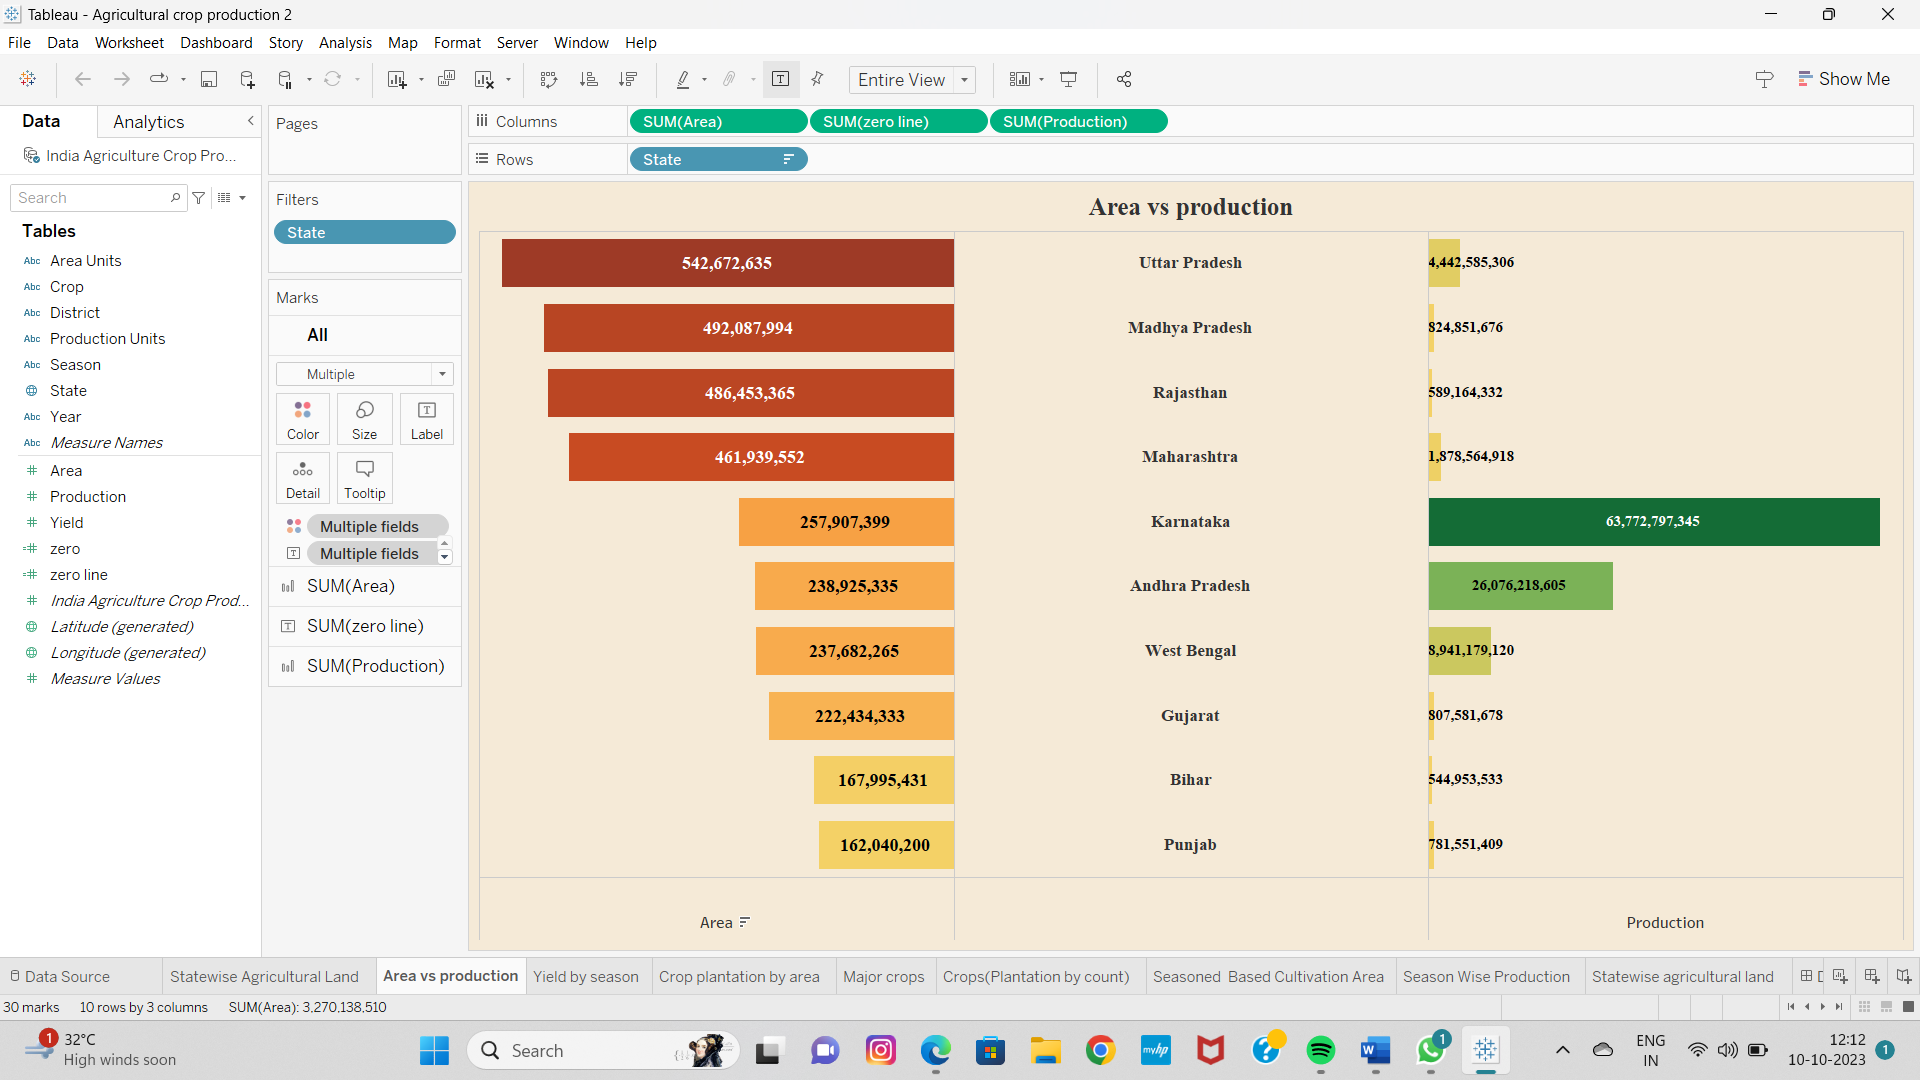 Tableau - Agricultural crop production 2
File Data Worksheet Dashboard Story Analysis Map Format Server Window Help
Entire View
Show Me
Data Analytics
India Agriculture Crop Pro...
Search
Tables
Abc Area Units
Abc Crop
Abc District
Abc Production Units
Abc Season
State
Abc Year
Abc Measure Names
# Area
# Production
# Yield
=# zero
=# zero line
# India Agriculture Crop Prod...
Latitude (generated)
Longitude (generated)
# Measure Values
Pages
Filters
State
Marks
All
Multiple
Color Size Label
Detail Tooltip
Multiple fields
Multiple fields
SUM(Area)
SUM(zero line)
SUM(Production)
Columns SUM(Area) SUM(zero line) SUM(Production)
Rows State
Area vs production
542,672,635 Uttar Pradesh 4,442,585,306
492,087,994 Madhya Pradesh 824,851,676
486,453,365 Rajasthan 589,164,332
461,939,552 Maharashtra 1,878,564,918
257,907,399 Karnataka 63,772,797,345
238,925,335 Andhra Pradesh 26,076,218,605
237,682,265 West Bengal 8,941,179,120
222,434,333 Gujarat 807,581,678
167,995,431 Bihar 544,953,533
162,040,200 Punjab 781,551,409
Area Production
Data Source Statewise Agricultural Land Area vs production Yield by season Crop plantation by area Major crops Crops(Plantation by count) Seasoned Based Cultivation Area Season Wise Production Statewise agricultural land
30 marks 10 rows by 3 columns SUM(Area): 3,270,138,510
1 32°C
High winds soon
Search
myhp
1
ENG
IN
12:12
10-10-2023
1